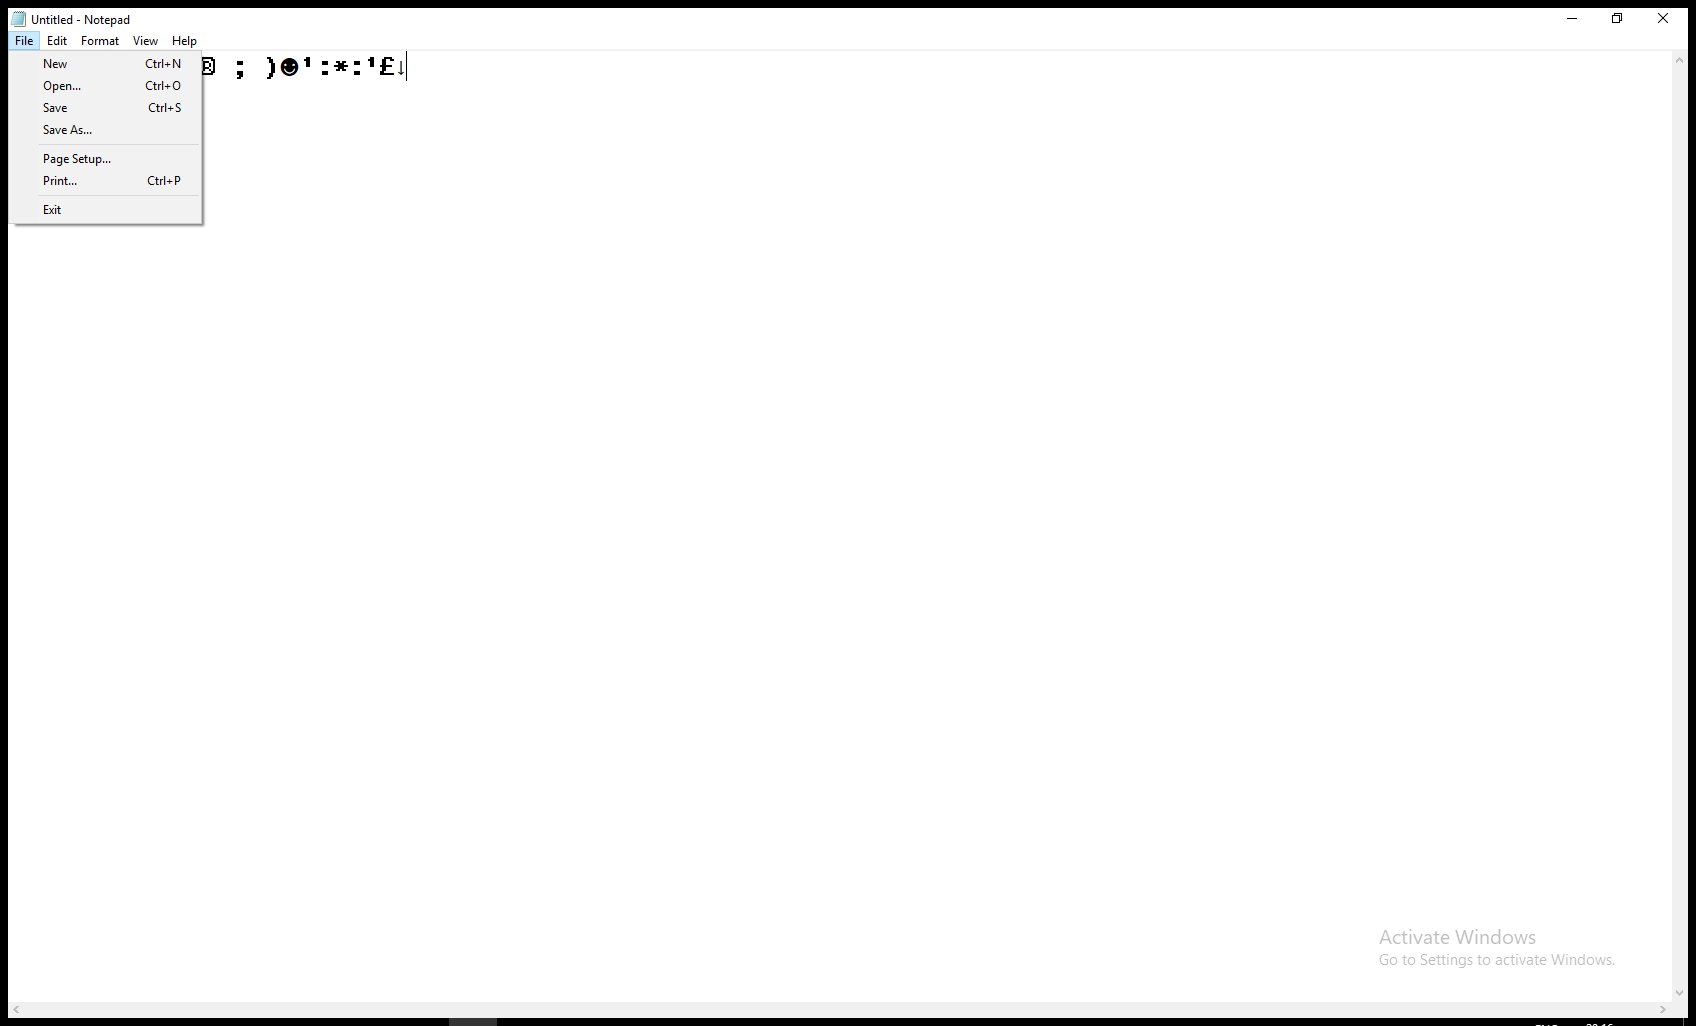 Untitled - Notepad
File Edit Format View Help
® ; )☻¹:*:¹£↓
New Ctrl+N
Open... Ctrl+O
Save Ctrl+S
Save As...
Page Setup...
Print... Ctrl+P
Exit
Activate Windows
Go to Settings to activate Windows.